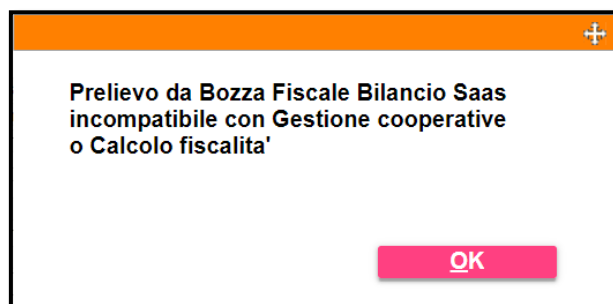 Prelievo da Bozza Fiscale Bilancio Saas
incompatibile con Gestione cooperative
o Calcolo fiscalita'
OK